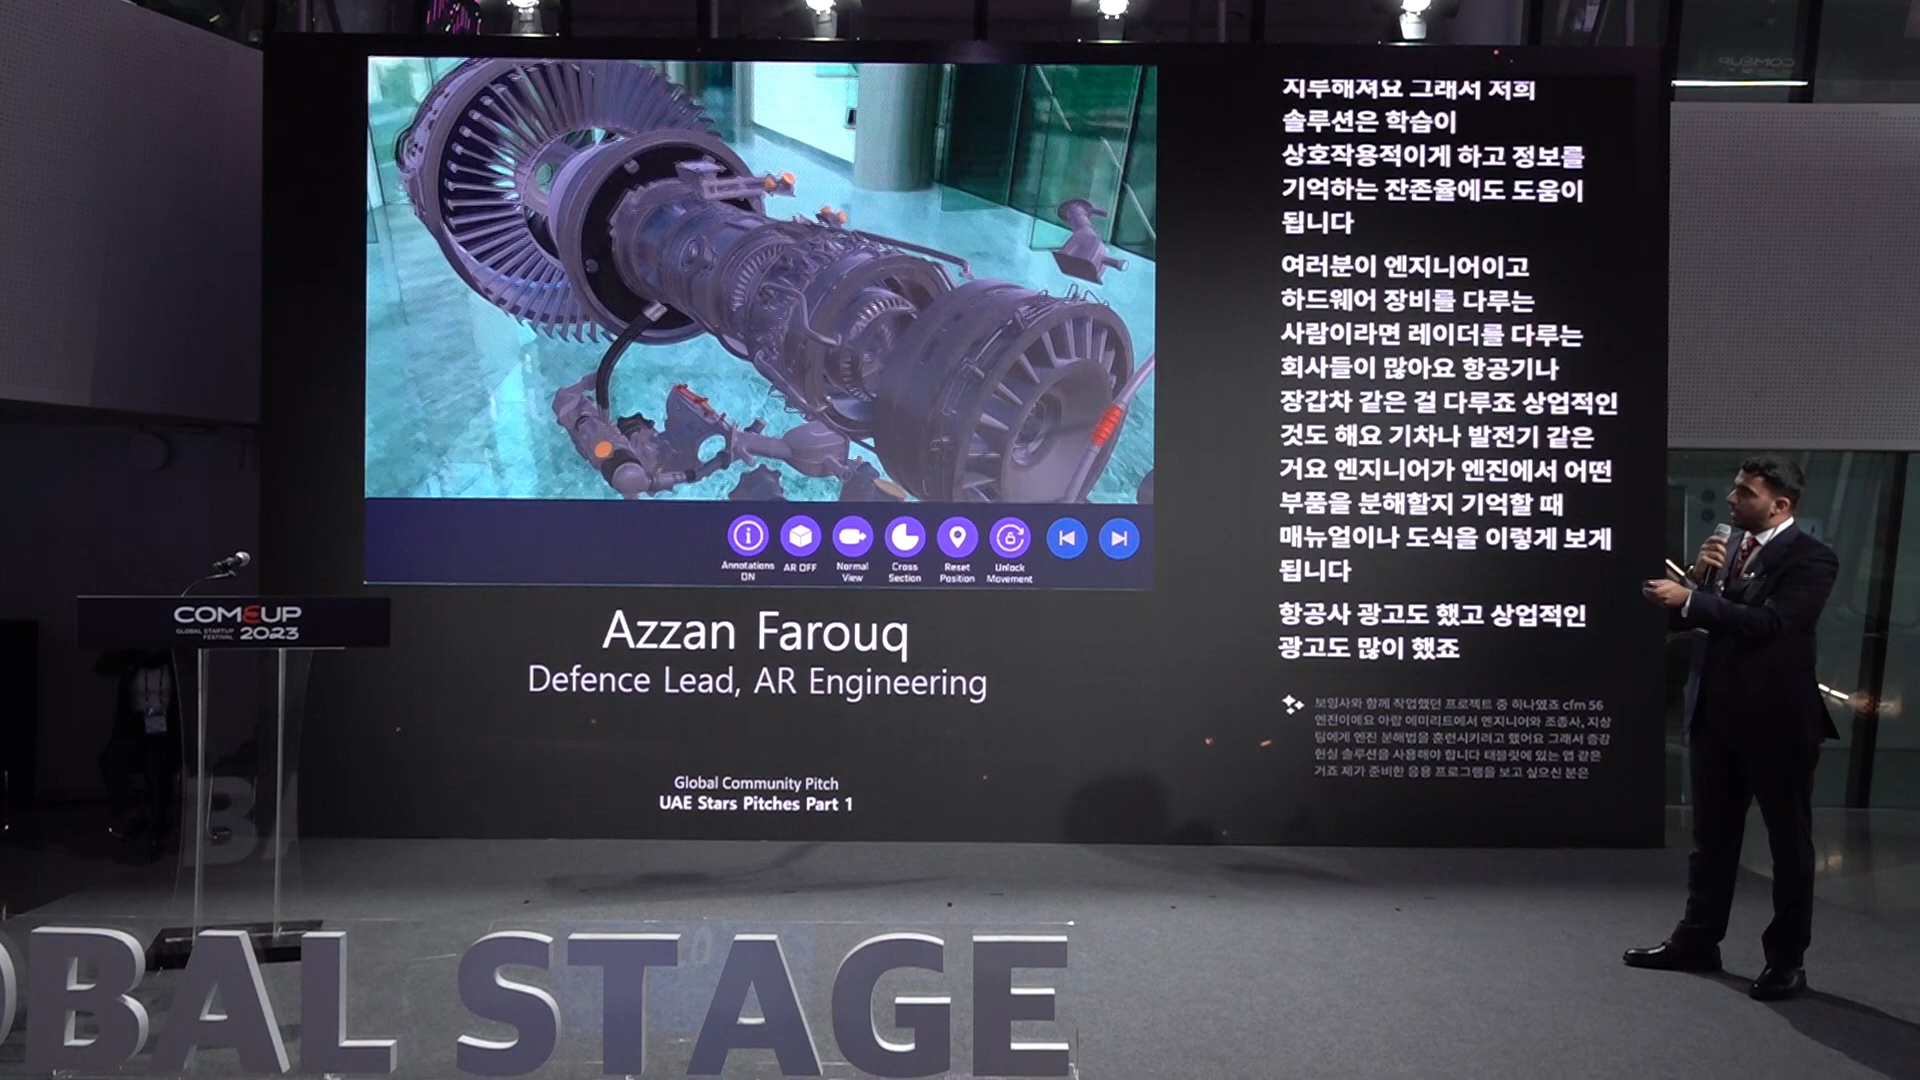 Annotations
ON
AR OFF
Normal
View
Cross
Section
Reset
Position
Unlock
Movement
Azzan Farouq
Defence Lead, AR Engineering
Global Community Pitch
UAE Stars Pitches Part 1
지루해져요 그래서 저희
솔루션은 학습이
상호작용적이게 하고 정보를
기억하는 잔존율에도 도움이
됩니다
여러분이 엔지니어이고
하드웨어 장비를 다루는
사람이라면 레이더를 다루는
회사들이 많아요 항공기나
장갑차 같은 걸 다루죠 상업적인
것도 해요 기차나 발전기 같은
거요 엔지니어가 엔진에서 어떤
부품을 분해할지 기억할 때
매뉴얼이나 도식을 이렇게 보게
됩니다
항공사 광고도 했고 상업적인
광고도 많이 했죠
보잉사와 함께 작업했던 프로젝트 중 하나였죠 cfm 56
엔진이에요 아랍 에미리트에서 엔지니어와 조종사, 지상
팀에게 엔진 분해법을 훈련시키려고 했어요 그래서 증강
현실 솔루션을 사용해야 합니다 태블릿에 있는 앱 같은
거죠 제가 준비한 응용 프로그램을 보고 싶으신 분은
COMEUP
GLOBAL STARTUP
FESTIVAL 2023
OBAL STAGE